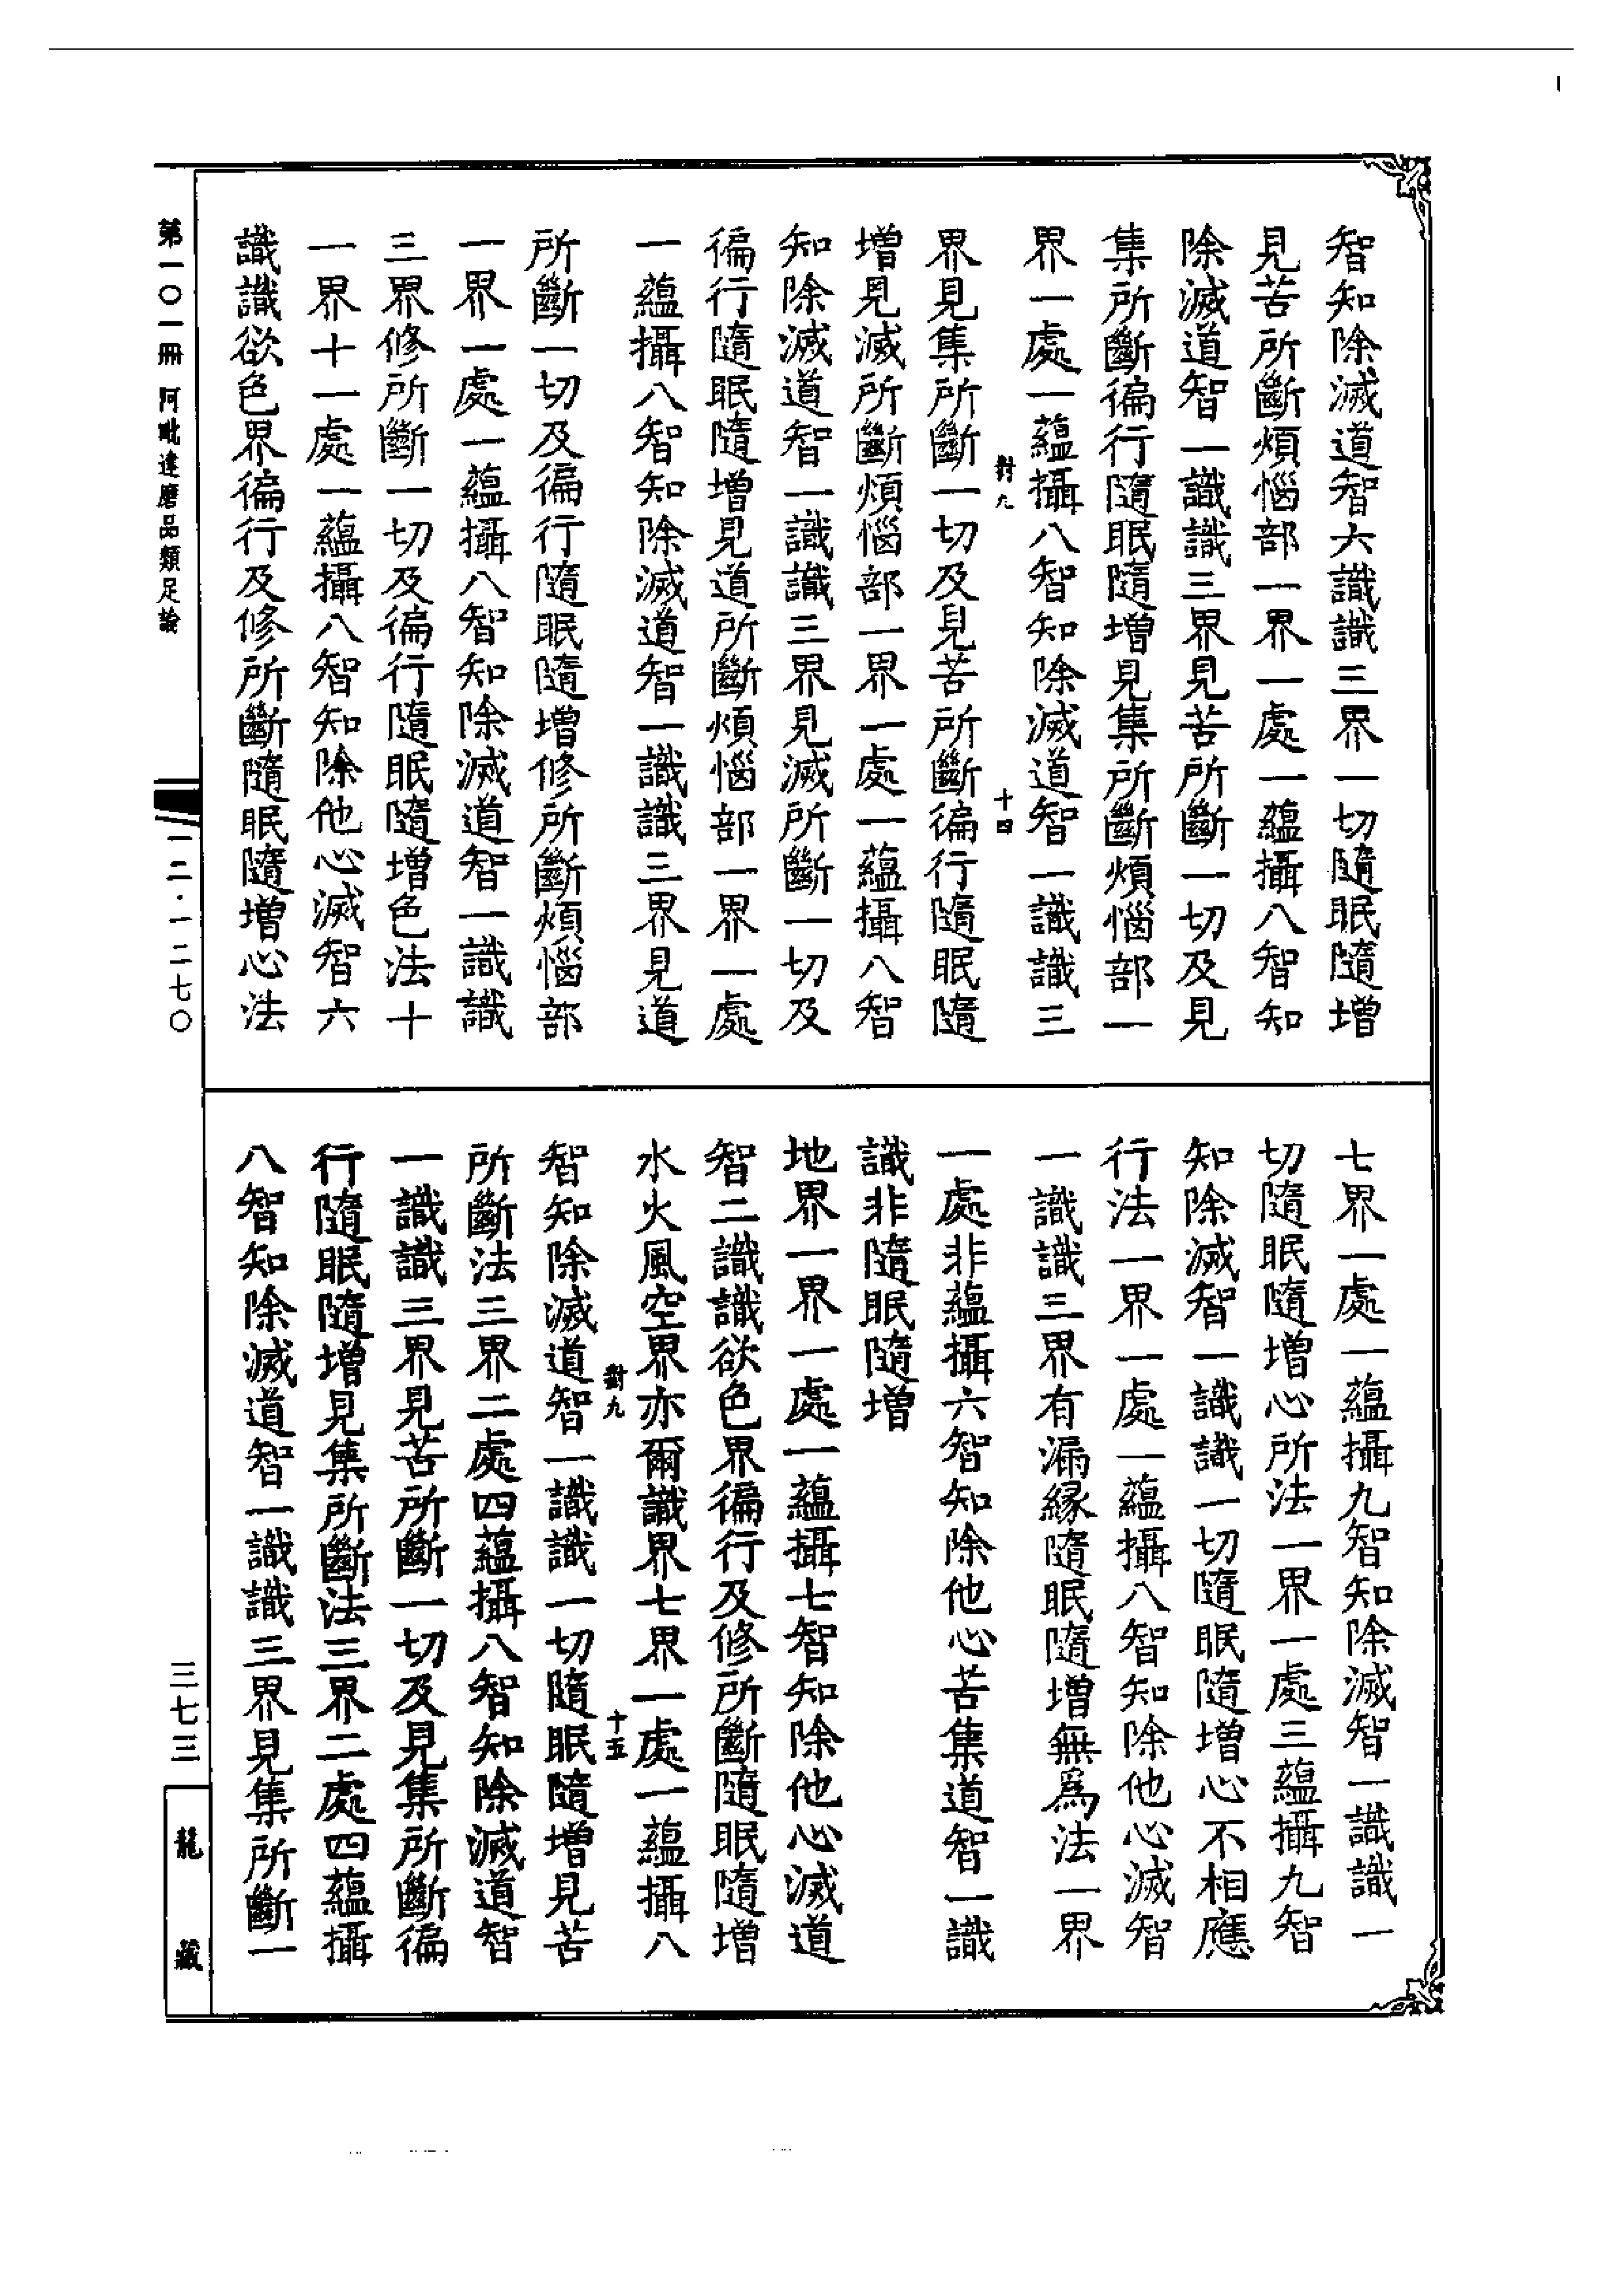 智知除滅道智六識識三界一切隨眠隨增
見苦所斷煩惱部一界一處一蘊攝八智知
除滅道智一識識三界見苦所斷一切及見
集所斷徧行隨眠隨增見集所斷煩惱部一
界一處一蘊攝八智知除滅道智一識識三
對九
十四
界見集所斷一切及見苦所斷徧行隨眠隨
增見滅所斷煩惱部一界一處一蘊攝八智
知除滅道智一識識三界見滅所斷一切及
徧行隨眠隨增見道所斷煩惱部一界一處
一蘊攝八智知除滅道智一識識三界見道
所斷一切及徧行隨眠隨增修所斷煩惱部
一界一處一蘊攝八智知除滅道智一識識
三界修所斷一切及徧行隨眠隨增色法十
一界十一處一蘊攝八智知除他心滅智六
識識欲色界徧行及修所斷隨眠隨增心法
七界一處一蘊攝九智知除滅智一識識一
切隨眠隨增心所法一界一處三蘊攝九智
知除滅智一識識一切隨眠隨增心不相應
行法一界一處一蘊攝八智知除他心滅智
一識識三界有漏緣隨眠隨增無為法一界
一處非蘊攝六智知除他心苦集道智一識
識非隨眠隨增
地界一界一處一蘊攝七智知除他心滅道
智二識識欲色界徧行及修所斷隨眠隨增
水火風空界亦爾識界七界一處一蘊攝八
對九
十五
智知除滅道智一識識一切隨眠隨增見苦
所斷法三界二處四蘊攝八智知除滅道智
一識識三界見苦所斷一切及見集所斷徧
行隨眠隨增見集所斷法三界二處四蘊攝
八智知除滅道智一識識三界見集所斷一
第一〇一冊 阿毗達磨品類足論
一二·一二七〇
三七三
龍藏